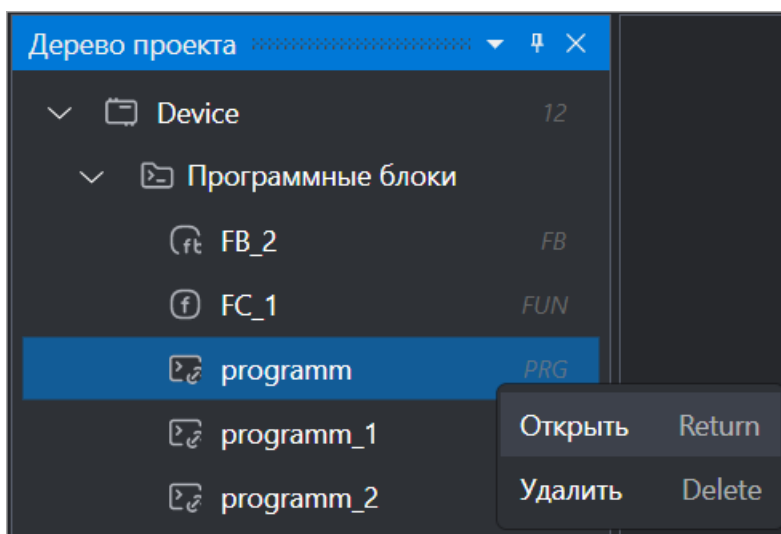 Дерево проекта
Device 12
Программные блоки
FB_2 FB
FC_1 FUN
programm PRG
programm_1
Открыть Return
programm_2
Удалить Delete